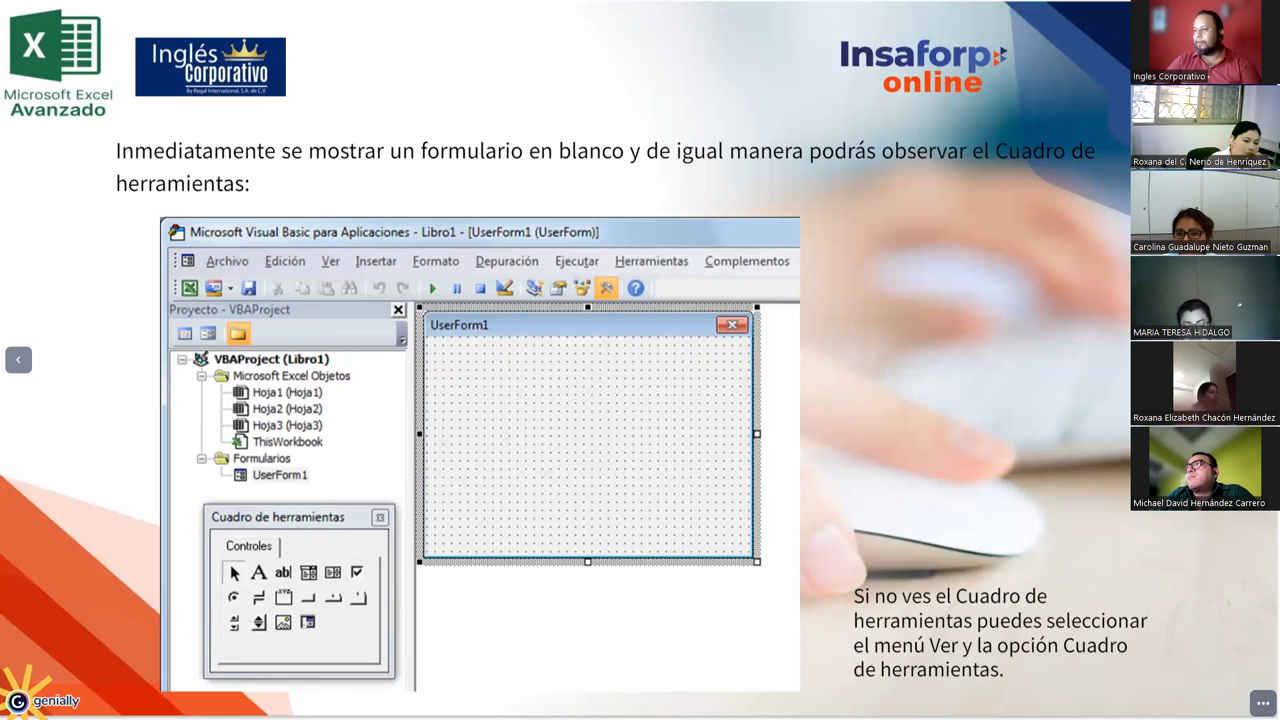 Microsoft Excel
Avanzado
Inglés
Corporativo
By Regal International, S.A. de C.V.
Insaforp
online
Inmediatamente se mostrar un formulario en blanco y de igual manera podrás observar el Cuadro de
herramientas:
Microsoft Visual Basic para Aplicaciones - Libro1 - [UserForm1 (UserForm)]
Archivo Edición Ver Insertar Formato Depuración Ejecutar Herramientas Complementos
Proyecto - VBAProject
VBAProject (Libro1)
Microsoft Excel Objetos
Hoja1 (Hoja1)
Hoja2 (Hoja2)
Hoja3 (Hoja3)
ThisWorkbook
Formularios
UserForm1
UserForm1
Cuadro de herramientas
Controles
A ab
Si no ves el Cuadro de
herramientas puedes seleccionar
el menú Ver y la opción Cuadro
de herramientas.
genially
Ingles Corporativo
Roxana del C. Nerio de Henríquez
Carolina Guadalupe Nieto Guzman
MARIA TERESA HIDALGO
Roxana Elizabeth Chacón Hernández
Michael David Hernández Carrero